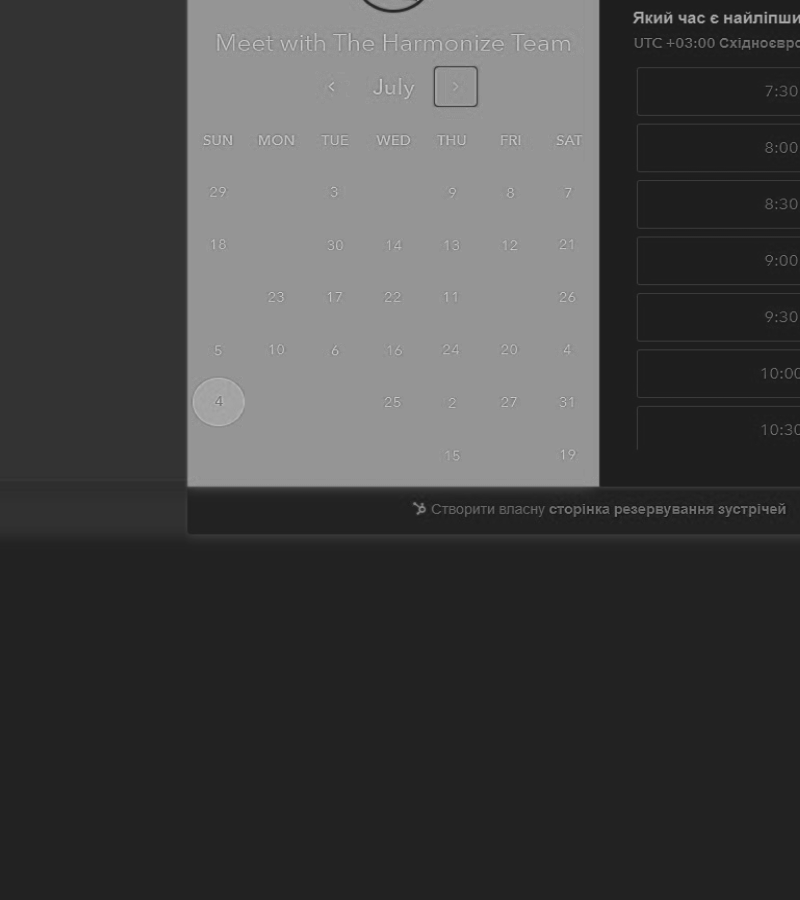 Який час є найліпши
Meet with The Harmonize Team
UTC +03:00 Східноєвро
‹ July ›
SUN MON TUE WED THU FRI SAT
29 3 9 8 7
18 30 14 13 12 21
23 17 22 11 26
5 10 6 16 24 20 4
4 25 2 27 31
15 19
7:30
8:00
8:30
9:00
9:30
10:00
10:30
Створити власну сторінка резервування зустрічей